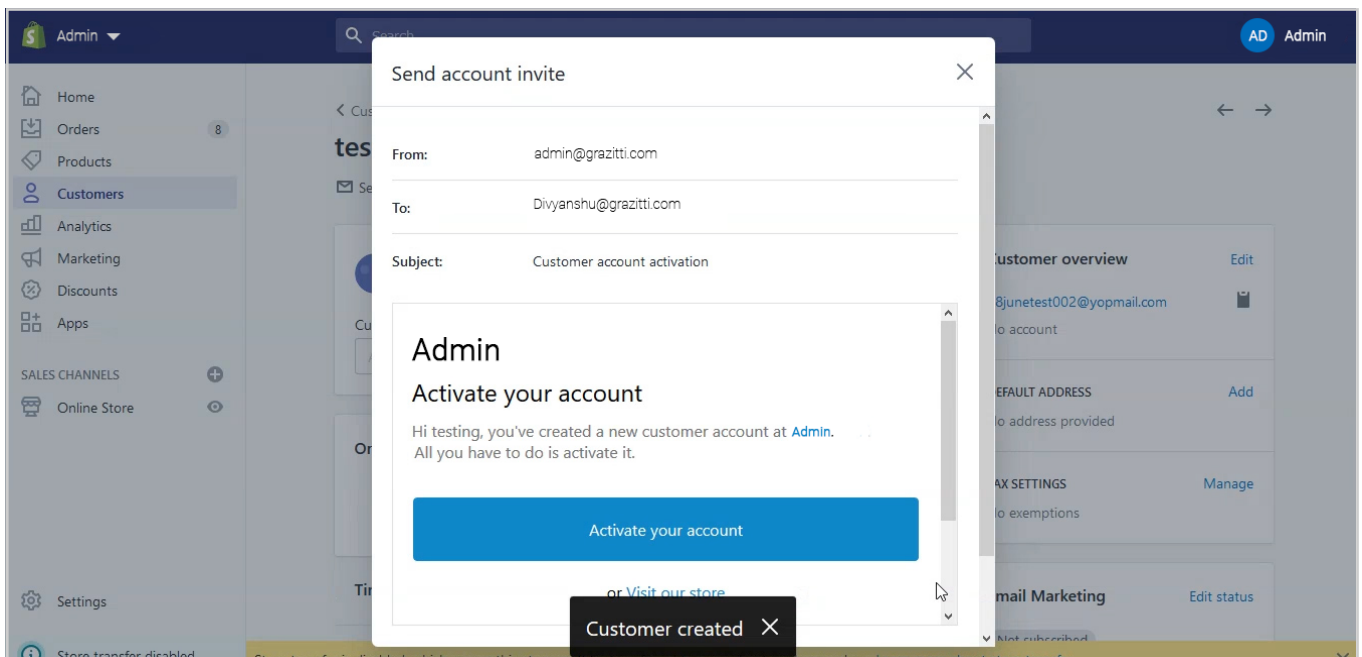 Admin
Search
AD Admin
Home
Orders 8
Products
Customers
Analytics
Marketing
Discounts
Apps
SALES CHANNELS
Online Store
Settings
Store transfer disabled
Send account invite
From: admin@grazitti.com
To: Divyanshu@grazitti.com
Subject: Customer account activation
Admin
Activate your account
Hi testing, you've created a new customer account at Admin.
All you have to do is activate it.
Activate your account
or Visit our store
Customer created
ustomer overview Edit
8junetest002@yopmail.com
o account
EFAULT ADDRESS Add
o address provided
AX SETTINGS Manage
o exemptions
mail Marketing Edit status
Not subscribed